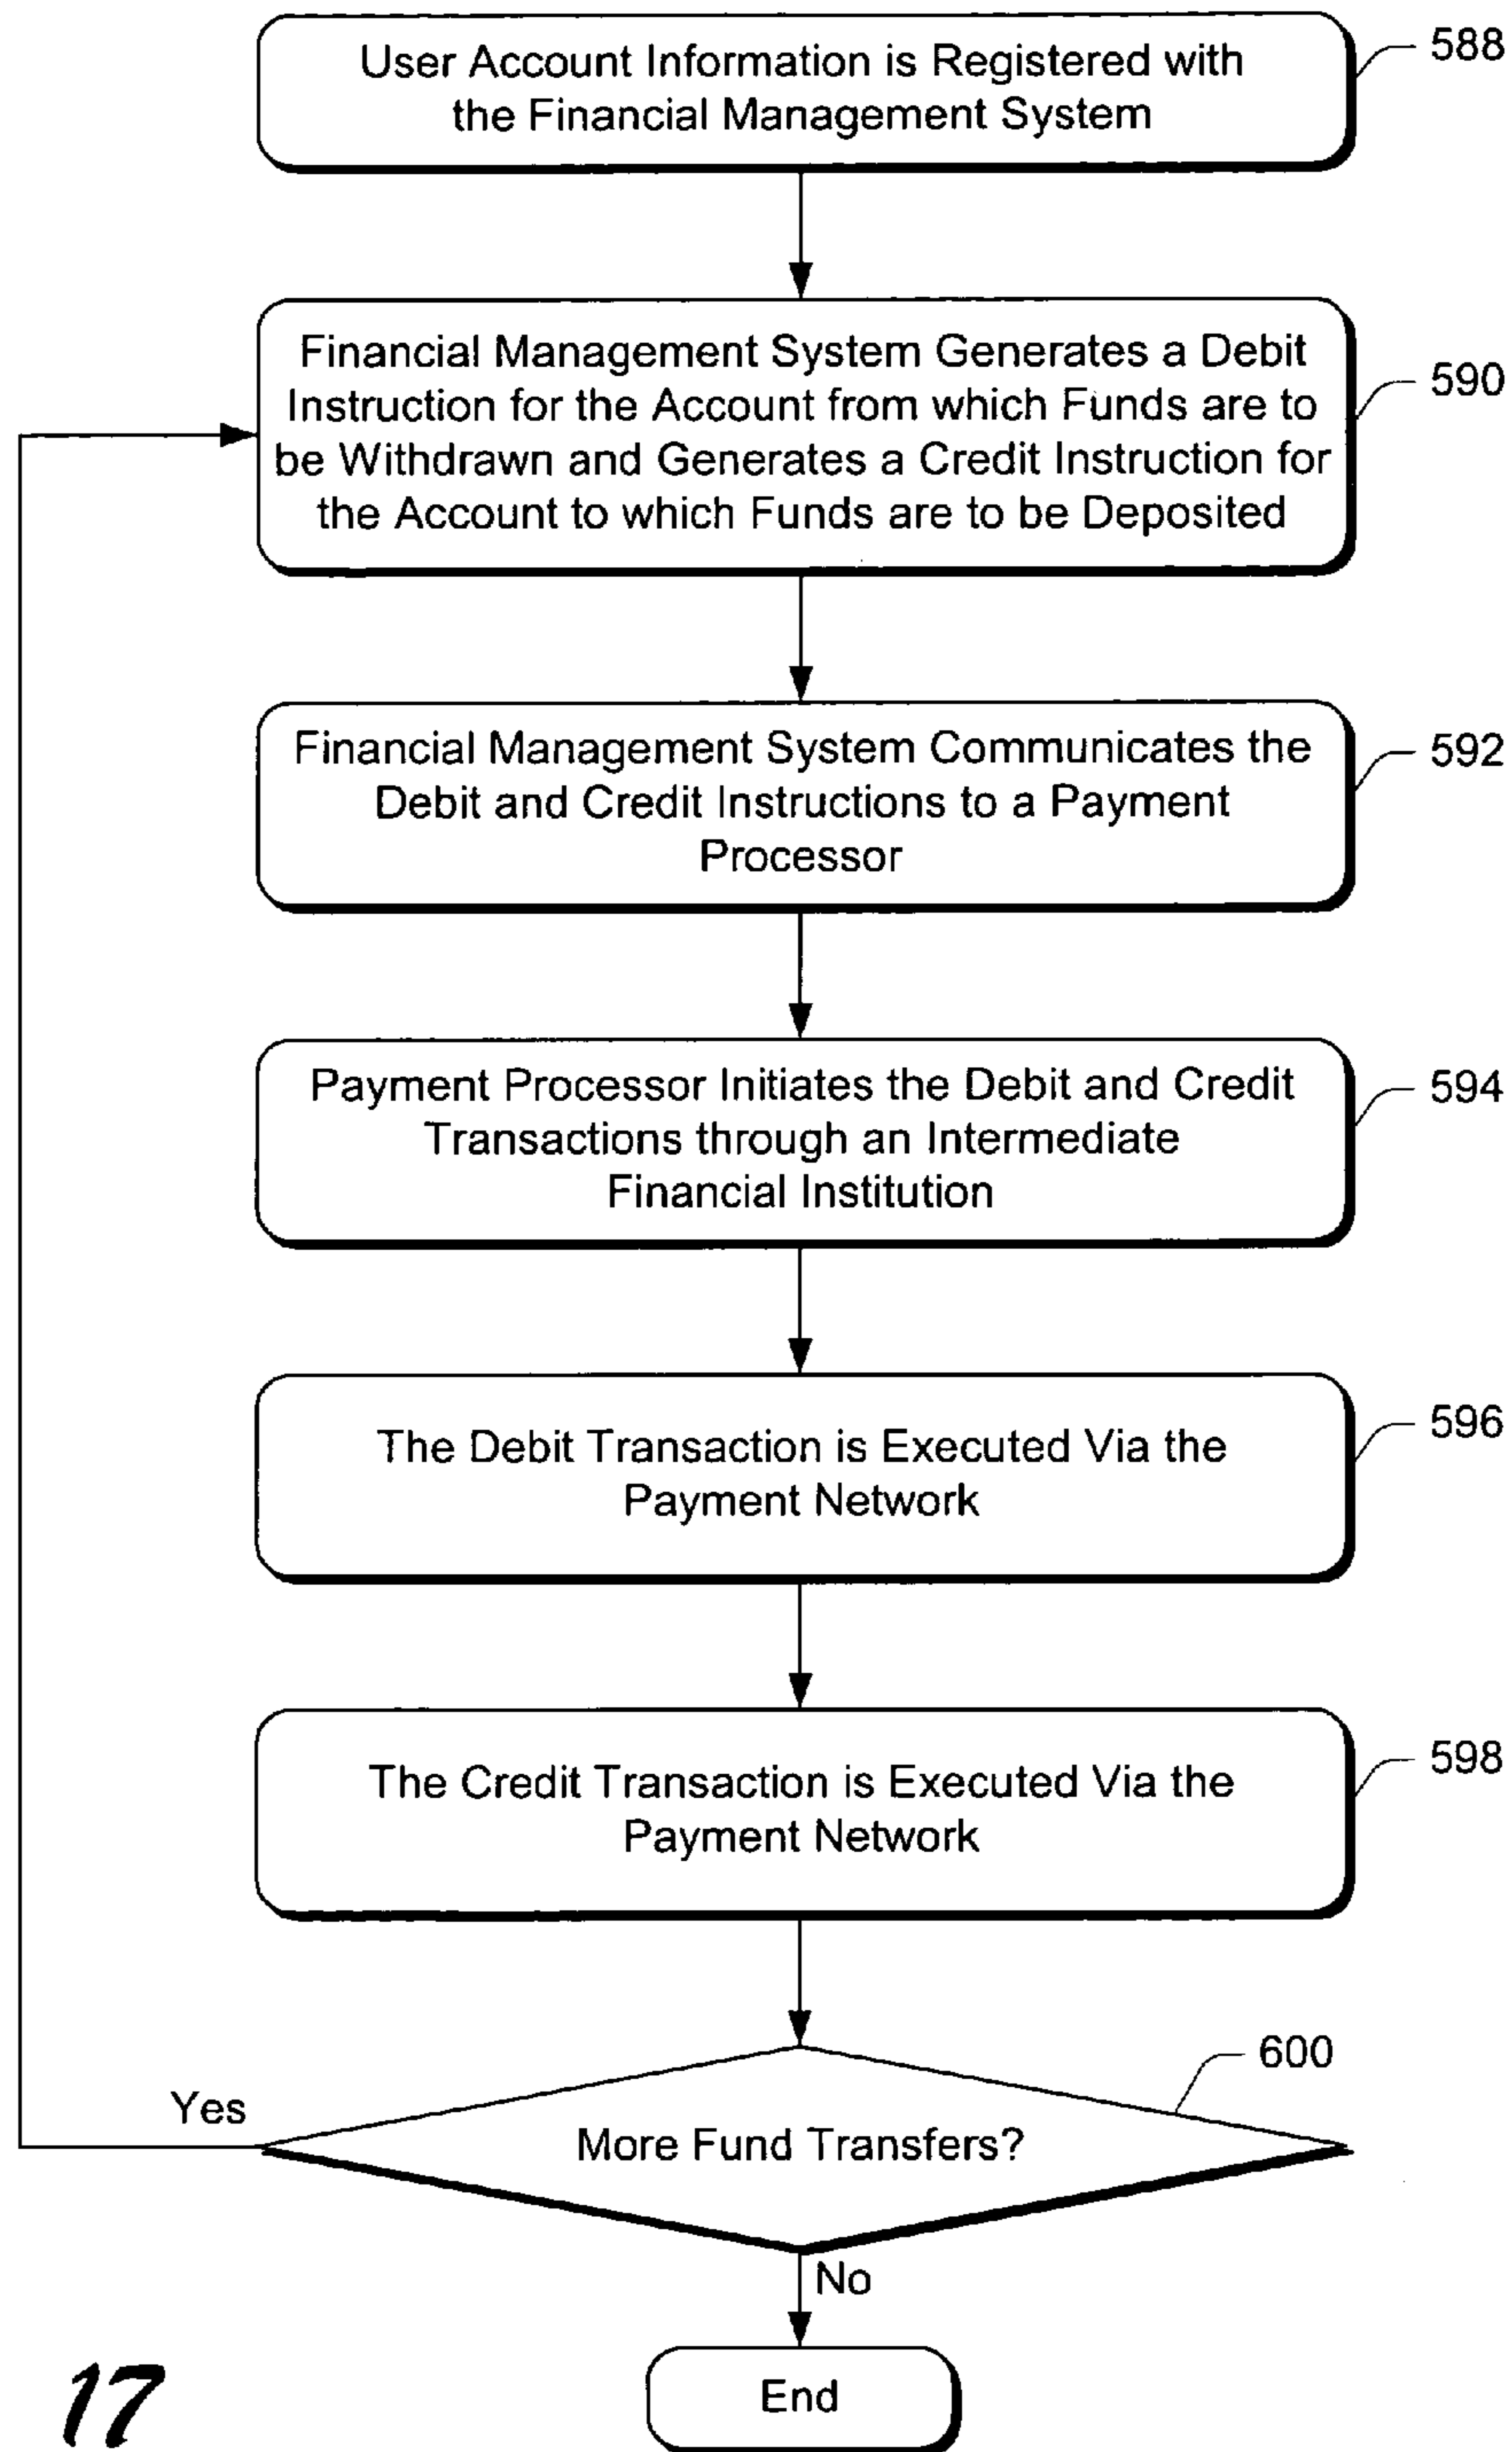 User Account Information is Registered with
the Financial Management System
588
Financial Management System Generates a Debit
Instruction for the Account from which Funds are to
be Withdrawn and Generates a Credit Instruction for
the Account to which Funds are to be Deposited
590
Financial Management System Communicates the
Debit and Credit Instructions to a Payment
Processor
592
Payment Processor Initiates the Debit and Credit
Transactions through an Intermediate
Financial Institution
594
The Debit Transaction is Executed Via the
Payment Network
596
The Credit Transaction is Executed Via the
Payment Network
598
600
Yes
More Fund Transfers?
No
End
17